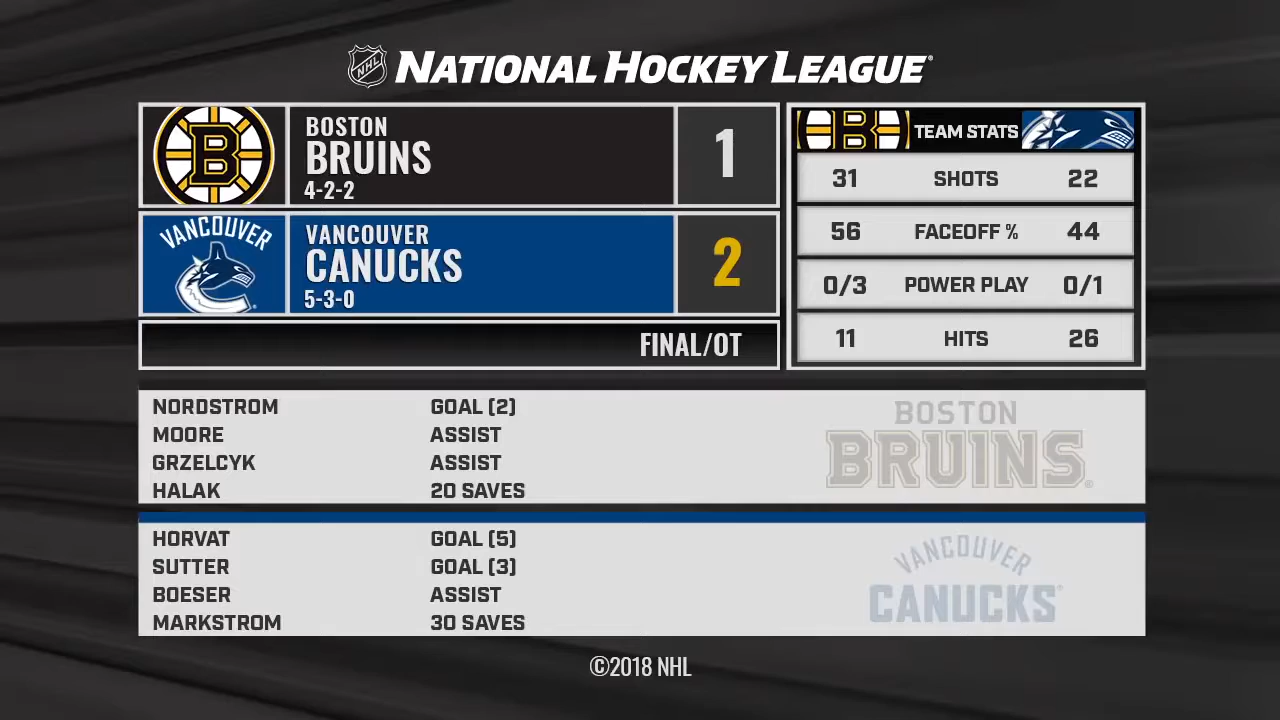 NHL NATIONAL HOCKEY LEAGUE
BOSTON
BRUINS
4-2-2
1
VANCOUVER
VANCOUVER
CANUCKS
5-3-0
2
FINAL/OT
B TEAM STATS
31 SHOTS 22
56 FACEOFF % 44
0/3 POWER PLAY 0/1
11 HITS 26
NORDSTROM GOAL (2)
MOORE ASSIST
GRZELCYK ASSIST
HALAK 20 SAVES
BOSTON
BRUINS
HORVAT GOAL (5)
SUTTER GOAL (3)
BOESER ASSIST
MARKSTROM 30 SAVES
VANCOUVER
CANUCKS
©2018 NHL